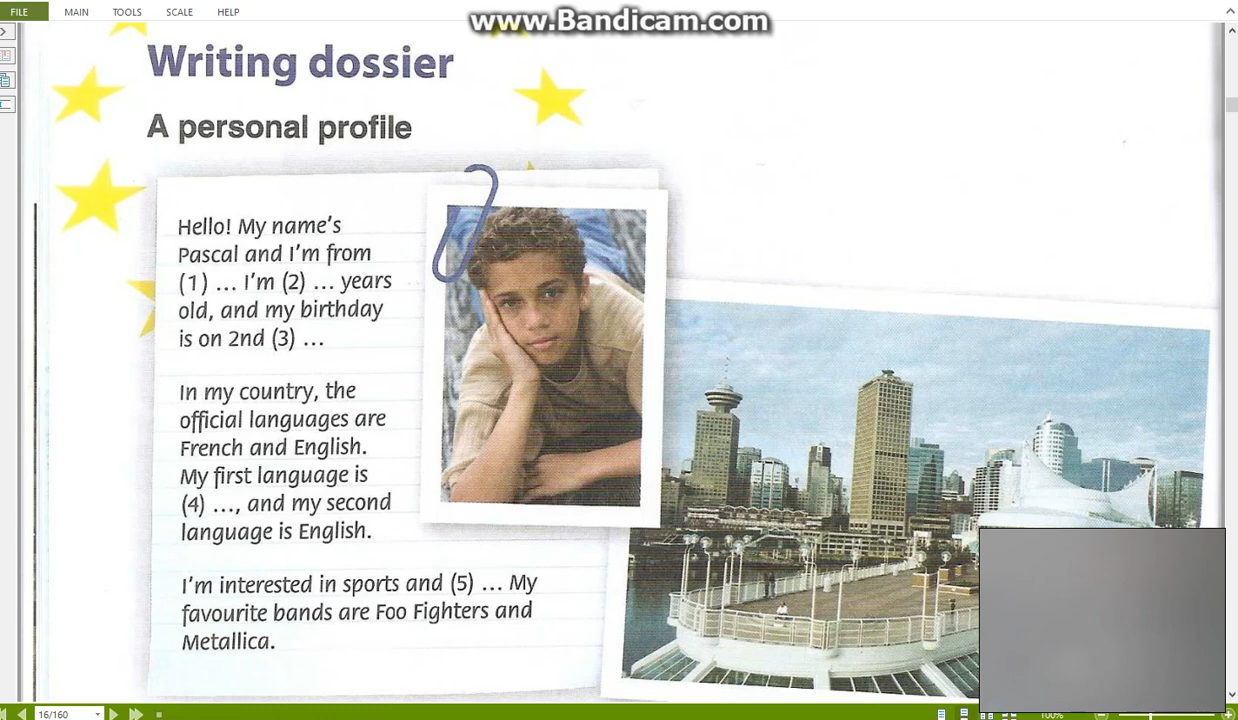 FILE MAIN TOOLS SCALE HELP
www.Bandicam.com
Writing dossier
A personal profile
Hello! My name's
Pascal and I'm from
(1) ... I'm (2) ... years
old, and my birthday
is on 2nd (3) ...
In my country, the
official languages are
French and English.
My first language is
(4) ..., and my second
language is English.
I'm interested in sports and (5) ... My
favourite bands are Foo Fighters and
Metallica.
16/160 100%